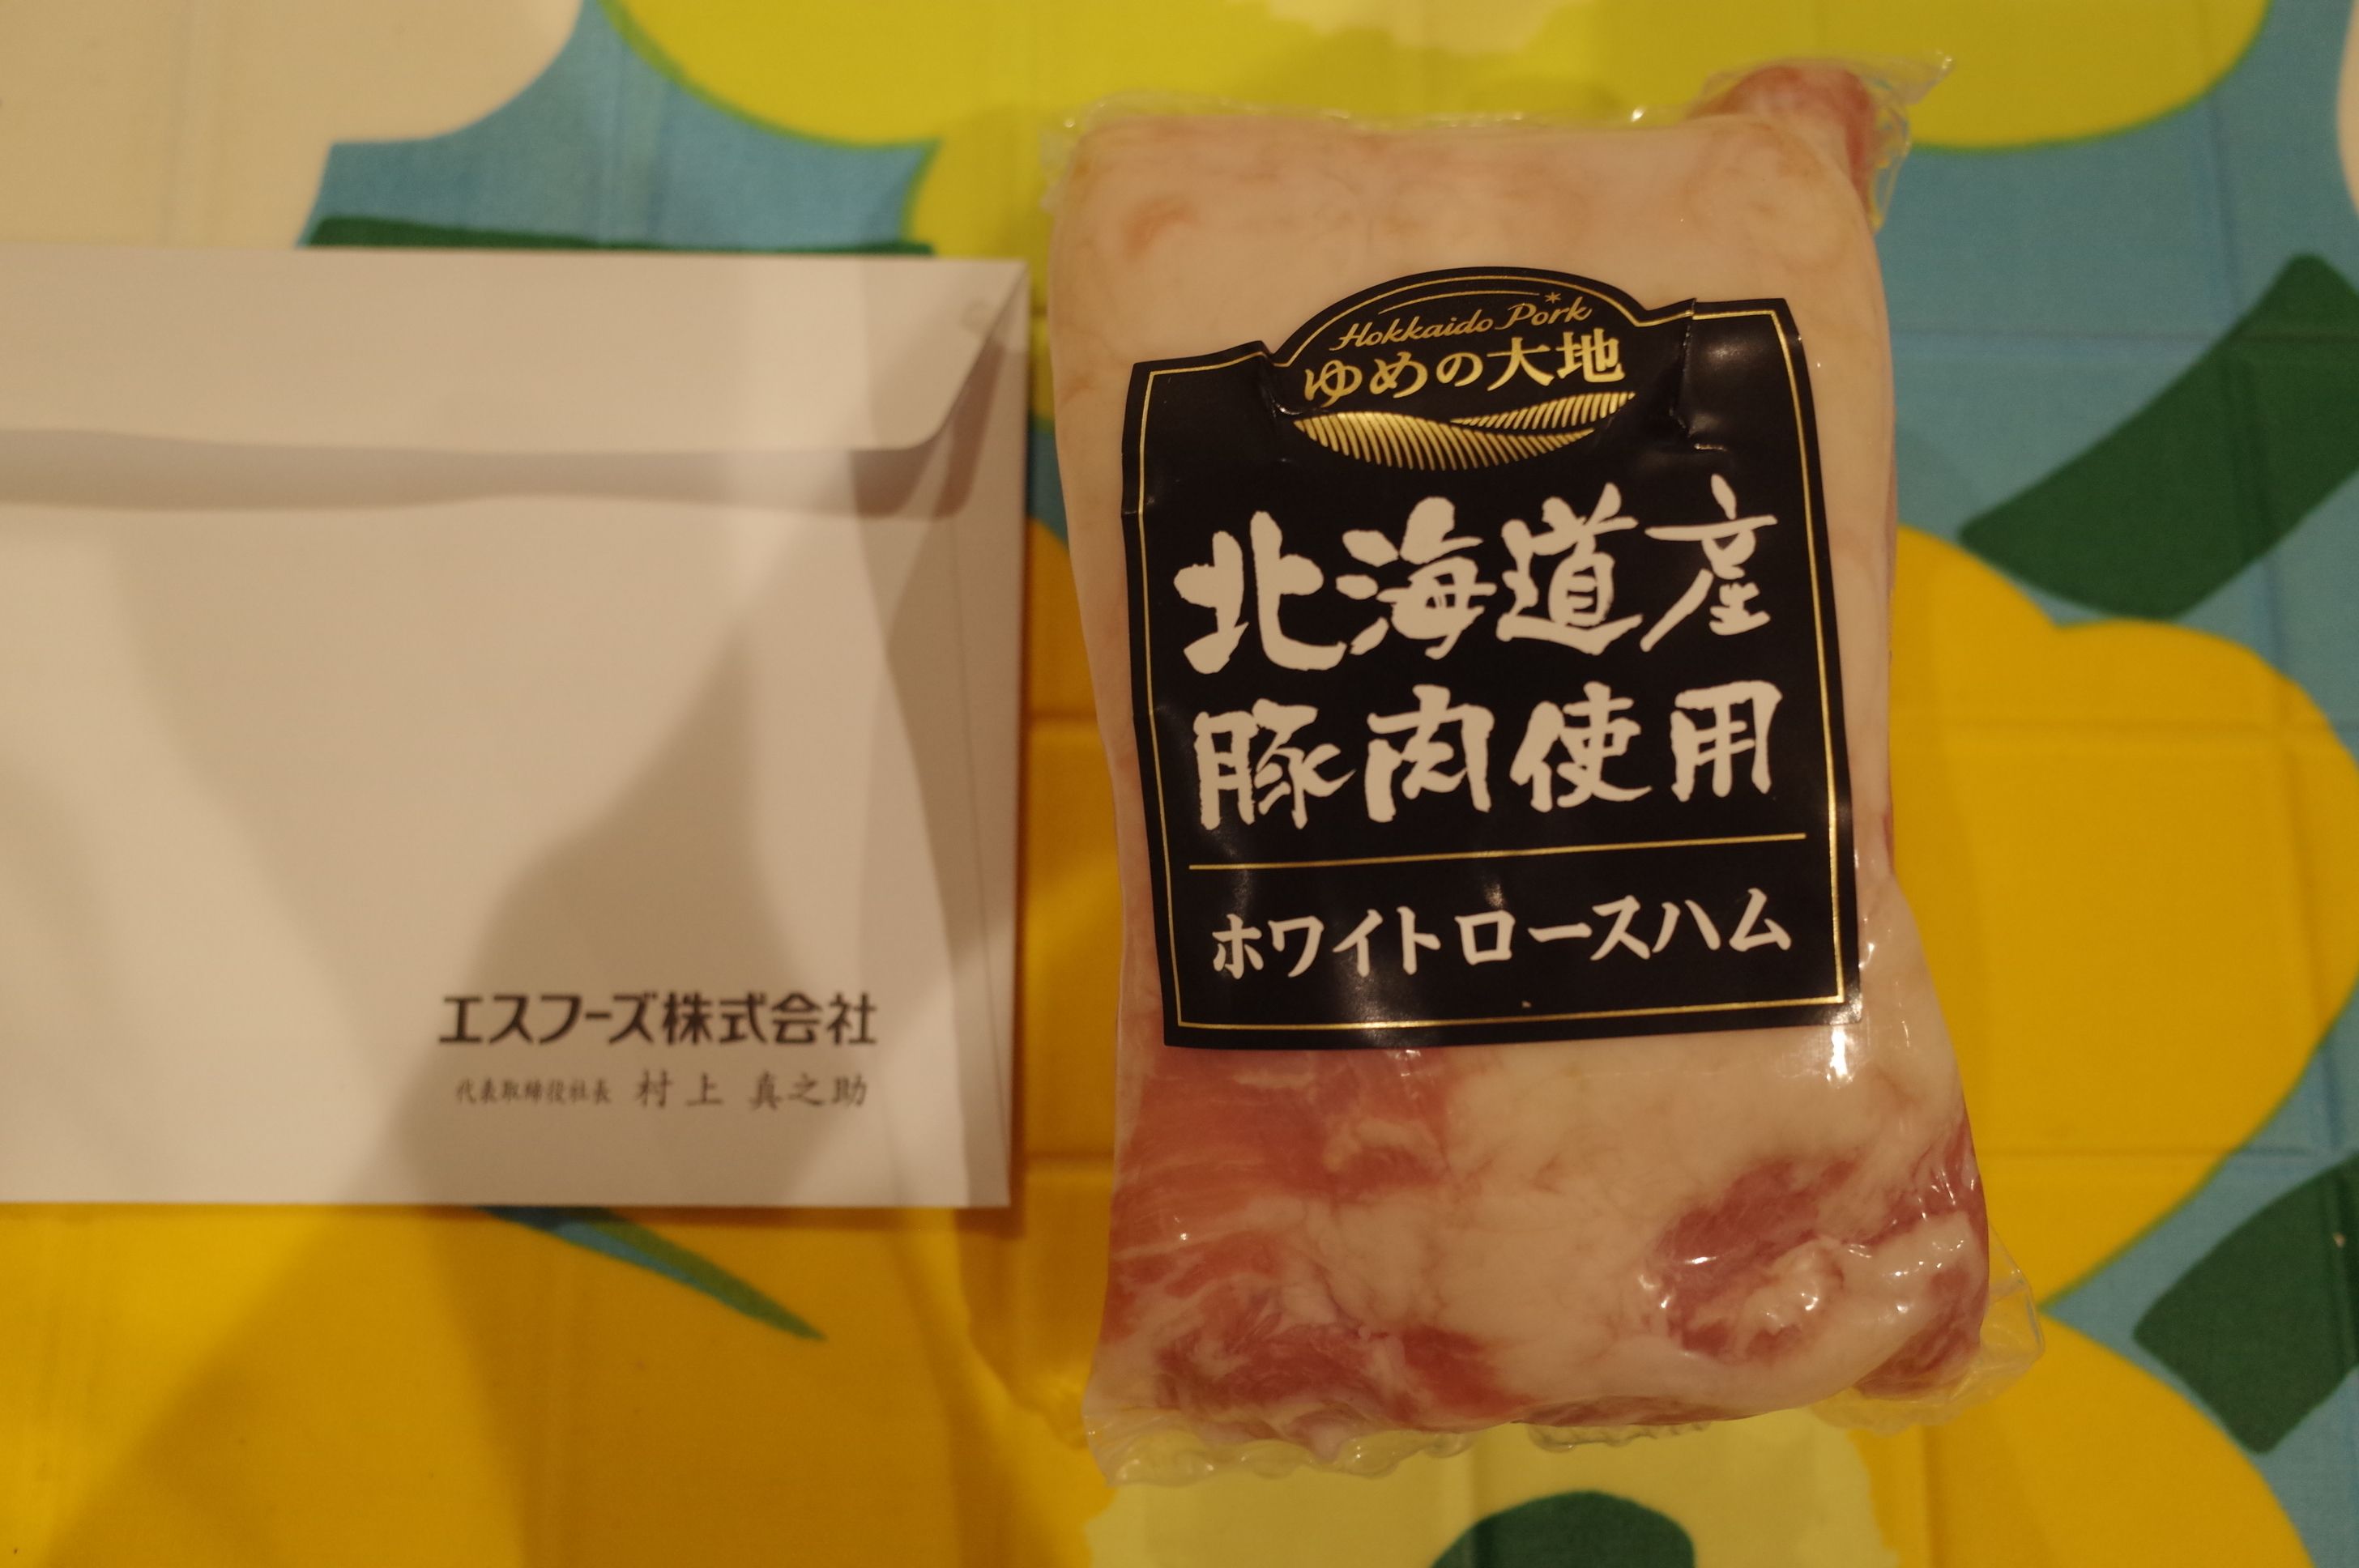 エスフーズ株式会社
代表取締役社長 村上 真之助
Hokkaido Pork
ゆめの大地
北海道産
豚肉使用
ホワイトロースハム